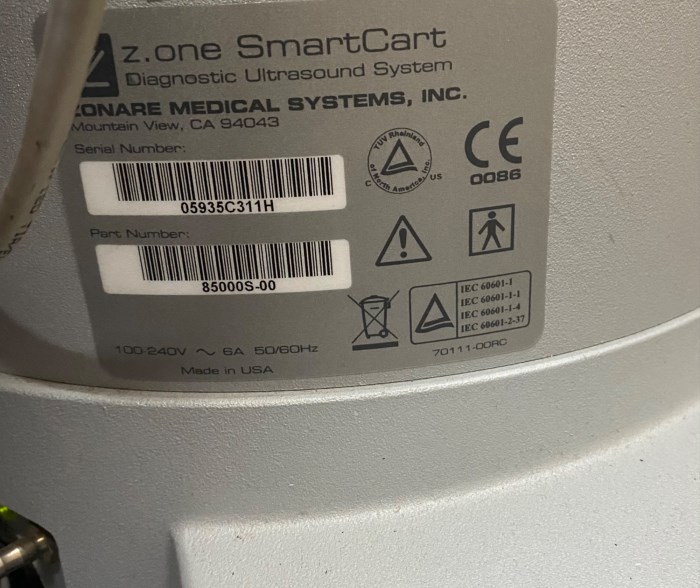 z.one SmartCart
Diagnostic Ultrasound System
ZONARE MEDICAL SYSTEMS, INC.
Mountain View, CA 94043
Serial Number:
05935C311H
Part Number:
85000S-00
TUV Rheinland
of North America, Inc.
C US
CE
0086
IEC 60601-1
IEC 60601-1-1
IEC 60601-1-4
IEC 60601-2-37
100-240V ~ 6A 50/60Hz
70111-00RC
Made in USA